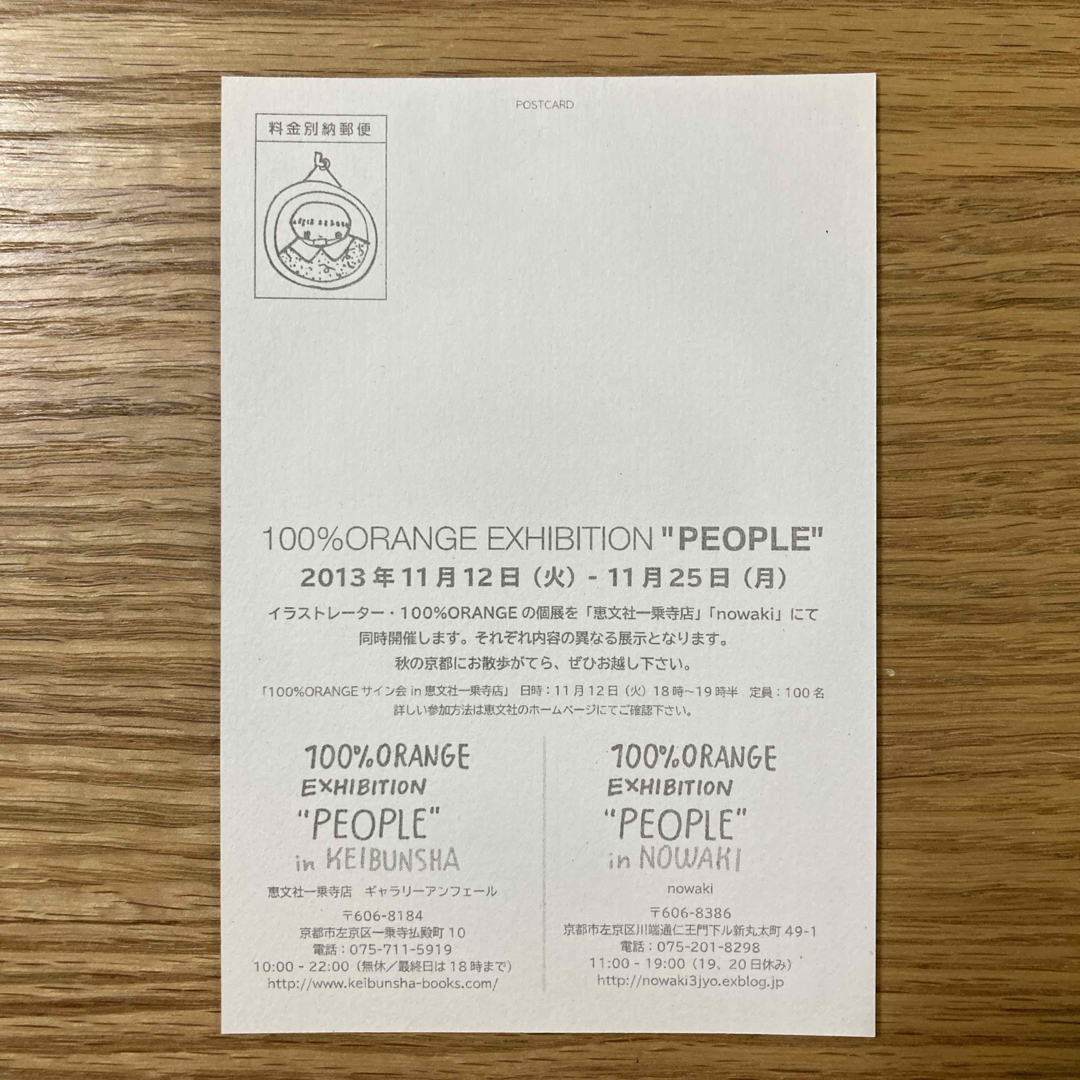 POSTCARD
料金別納郵便
100%ORANGE EXHIBITION "PEOPLE"
2013年11月12日（火）- 11月25日（月）
イラストレーター・100%ORANGEの個展を「恵文社一乗寺店」「nowaki」にて
同時開催します。それぞれ内容の異なる展示となります。
秋の京都にお散歩がてら、ぜひお越し下さい。
「100%ORANGEサイン会 in 恵文社一乗寺店」 日時：11月12日（火）18時〜19時半 定員：100名
詳しい参加方法は恵文社のホームページにてご確認下さい。
100%ORANGE
EXHIBITION
"PEOPLE"
in KEIBUNSHA
恵文社一乗寺店 ギャラリーアンフェール
〒606-8184
京都市左京区一乗寺払殿町10
電話：075-711-5919
10:00 - 22:00（無休／最終日は18時まで）
http://www.keibunsha-books.com/
100%ORANGE
EXHIBITION
"PEOPLE"
in NOWAKI
nowaki
〒606-8386
京都市左京区川端通仁王門下ル新丸太町49-1
電話：075-201-8298
11:00 - 19:00（19、20日休み）
http://nowaki3jyo.exblog.jp